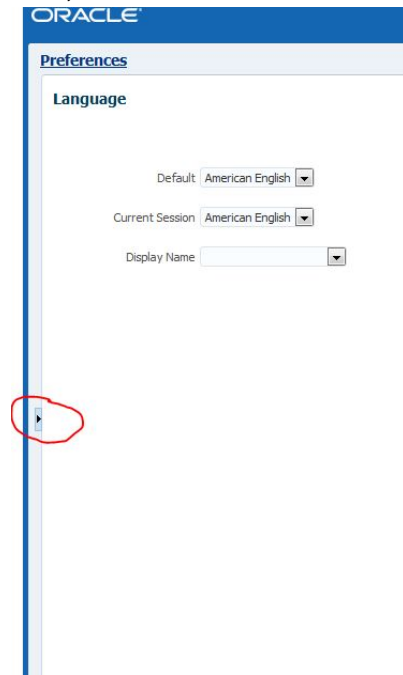 ORACLE
Preferences
Language
Default American English
Current Session American English
Display Name